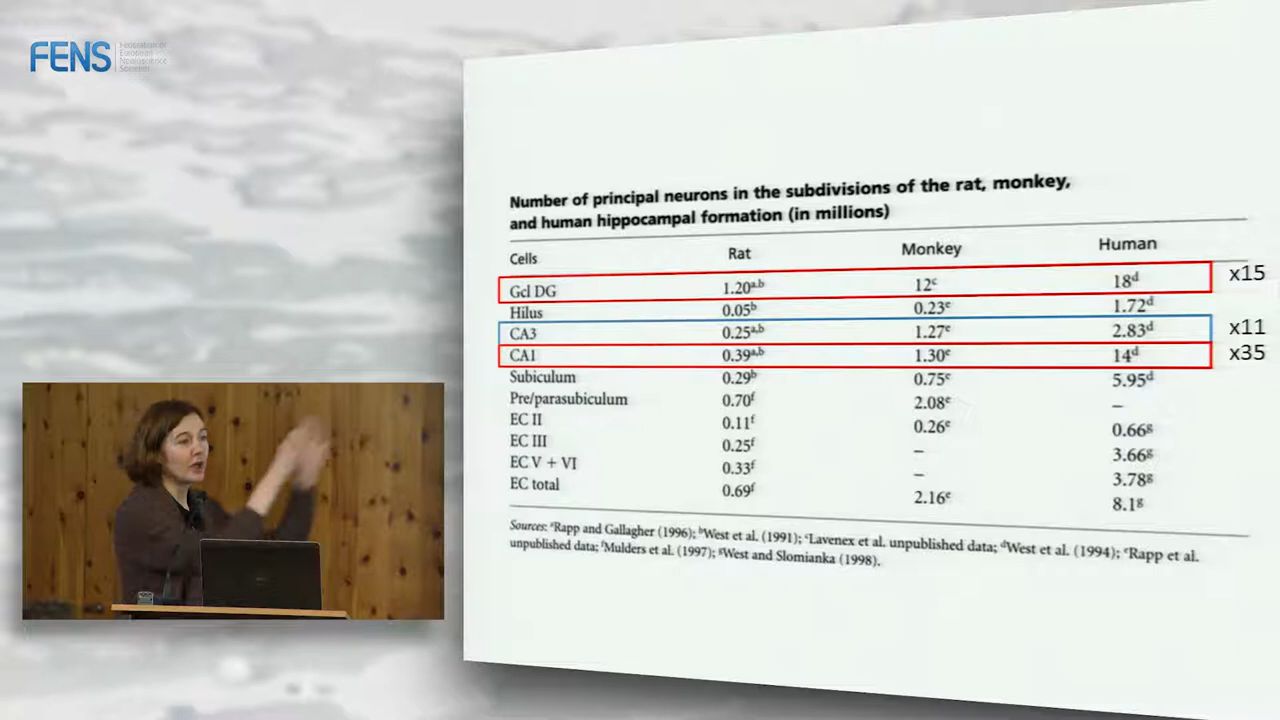 FENS
Federation of
European
Neuroscience
Societies
Number of principal neurons in the subdivisions of the rat, monkey,
and human hippocampal formation (in millions)
Cells Rat Monkey Human
Gcl DG 1.20a,b 12c 18d x15
Hilus 0.05b 0.23e 1.72d
CA3 0.25a,b 1.27e 2.83d x11
CA1 0.39a,b 1.30e 14d x35
Subiculum 0.29b 0.75e 5.95d
Pre/parasubiculum 0.70f 2.08e –
EC II 0.11f 0.26e 0.66g
EC III 0.25f – 3.66g
EC V + VI 0.33f – 3.78g
EC total 0.69f 2.16e 8.1g
Sources: aRapp and Gallagher (1996); bWest et al. (1991); cLavenex et al. unpublished data; dWest et al. (1994); eRapp et al.
unpublished data; fMulders et al. (1997); gWest and Slomianka (1998).